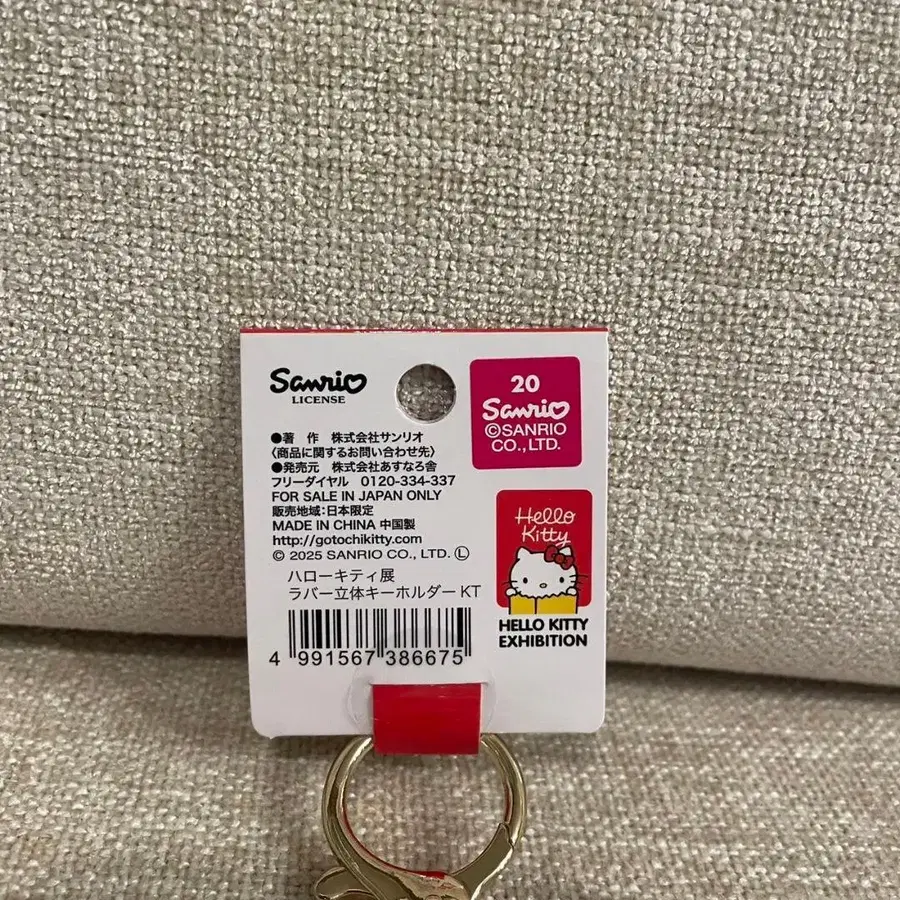 Sanrio
LICENSE
●著 作 株式会社サンリオ
〈商品に関するお問い合わせ先〉
●発売元 株式会社あすなろ舎
フリーダイヤル 0120-334-337
FOR SALE IN JAPAN ONLY
販売地域:日本限定
MADE IN CHINA 中国製
http://gotochikitty.com
© 2025 SANRIO CO., LTD. Ⓛ
ハローキティ展
ラバー立体キーホルダー KT
4 991567 386675
20
Sanrio
©SANRIO
CO.,LTD.
Hello
Kitty
HELLO KITTY
EXHIBITION